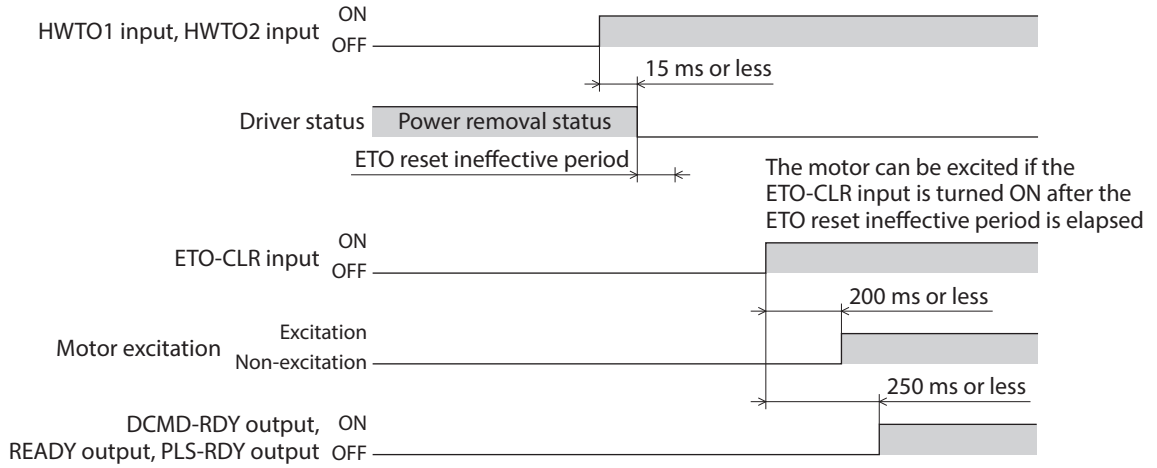 HWTO1 input, HWTO2 input
ON
OFF
15 ms or less
Driver status
Power removal status
ETO reset ineffective period
The motor can be excited if the
ETO-CLR input is turned ON after the
ETO reset ineffective period is elapsed
ETO-CLR input
ON
OFF
200 ms or less
Motor excitation
Excitation
Non-excitation
250 ms or less
DCMD-RDY output,
READY output, PLS-RDY output
ON
OFF